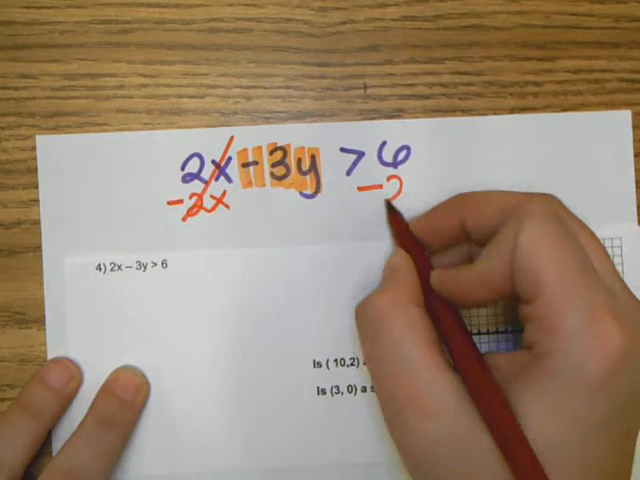 2x - 3y > 6
-2x -2
4) 2x – 3y > 6
Is ( 10,2)
Is (3, 0) a